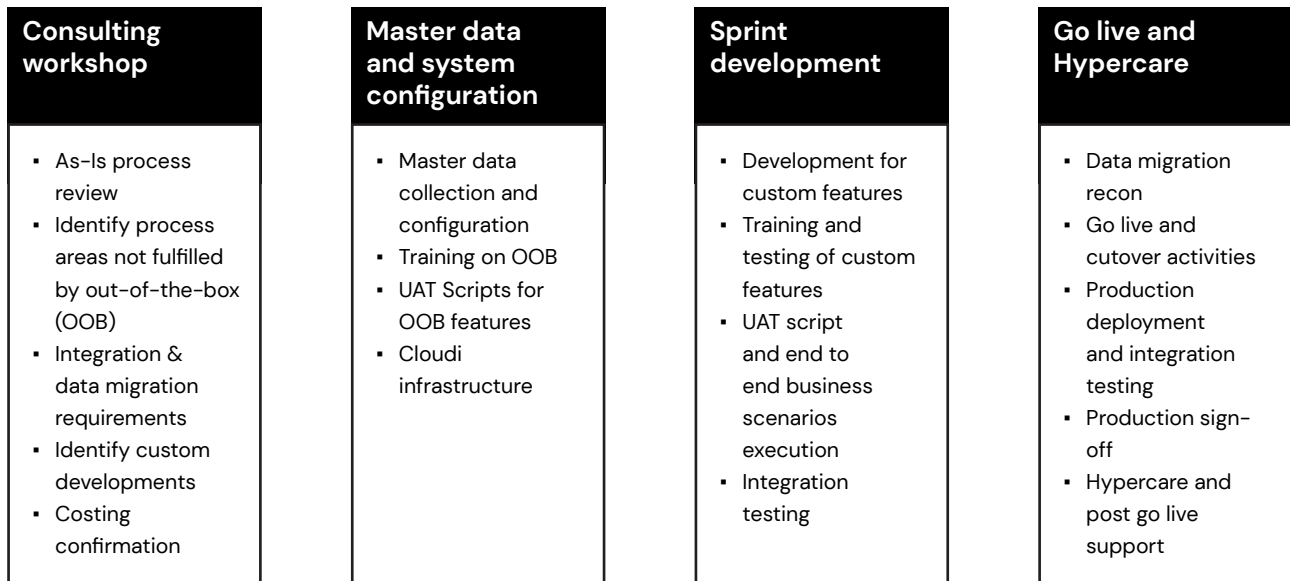 Consulting
workshop
▪ As-Is process
review
▪ Identify process
areas not fulfilled
by out-of-the-box
(OOB)
▪ Integration &
data migration
requirements
▪ Identify custom
developments
▪ Costing
confirmation
Master data
and system
configuration
▪ Master data
collection and
configuration
▪ Training on OOB
▪ UAT Scripts for
OOB features
▪ Cloudi
infrastructure
Sprint
development
▪ Development for
custom features
▪ Training and
testing of custom
features
▪ UAT script
and end to
end business
scenarios
execution
▪ Integration
testing
Go live and
Hypercare
▪ Data migration
recon
▪ Go live and
cutover activities
▪ Production
deployment
and integration
testing
▪ Production sign-
off
▪ Hypercare and
post go live
support